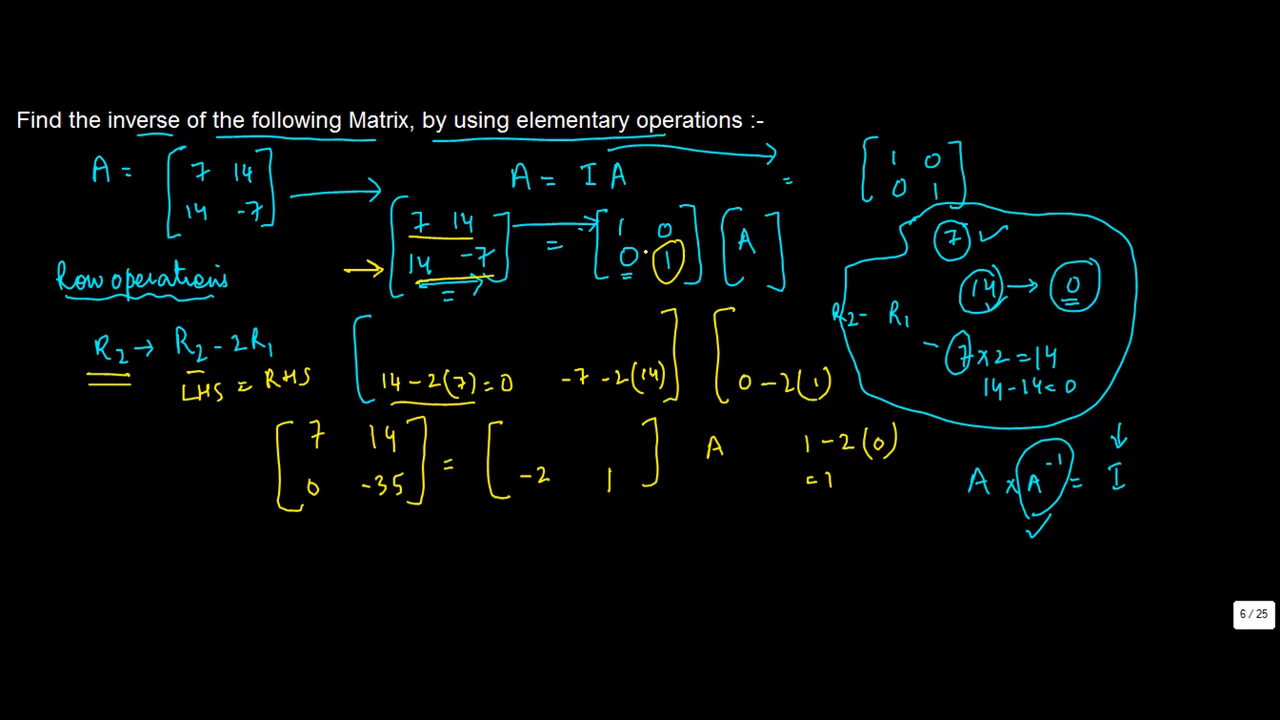 Find the inverse of the following Matrix, by using elementary operations :-
A = [ 7 14
14 -7 ]
A = I A
= [ 1 0
0 1 ]
[ 7 14
14 -7 ] = [ 1 0
0 1 ] [ A ]
Row operations
7 ✓
14 → 0
R2 - R1
- 7 x 2 = 14
14 - 14 = 0
R2 → R2 - 2R1
LHS = RHS
[ 14 - 2(7) = 0 -7 - 2(14) ] [ 0 - 2(1)
[ 7 14
0 -35 ] = [
-2 1 ] A
1 - 2(0)
= 1
A x A⁻¹ = I
6 / 25